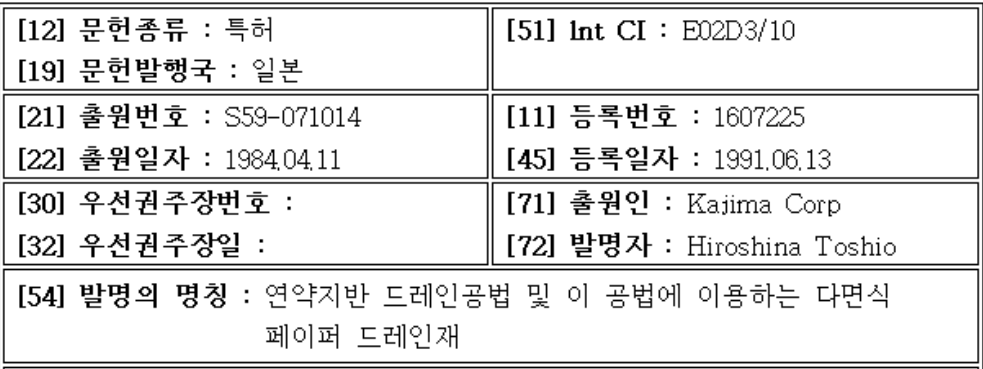 [12] 문헌종류 : 특허
[19] 문헌발행국 : 일본
[51] Int CI : E02D3/10
[21] 출원번호 : S59-071014
[22] 출원일자 : 1984.04.11
[11] 등록번호 : 1607225
[45] 등록일자 : 1991.06.13
[30] 우선권주장번호 :
[32] 우선권주장일 :
[71] 출원인 : Kajima Corp
[72] 발명자 : Hiroshina Toshio
[54] 발명의 명칭 : 연약지반 드레인공법 및 이 공법에 이용하는 다면식
페이퍼 드레인재